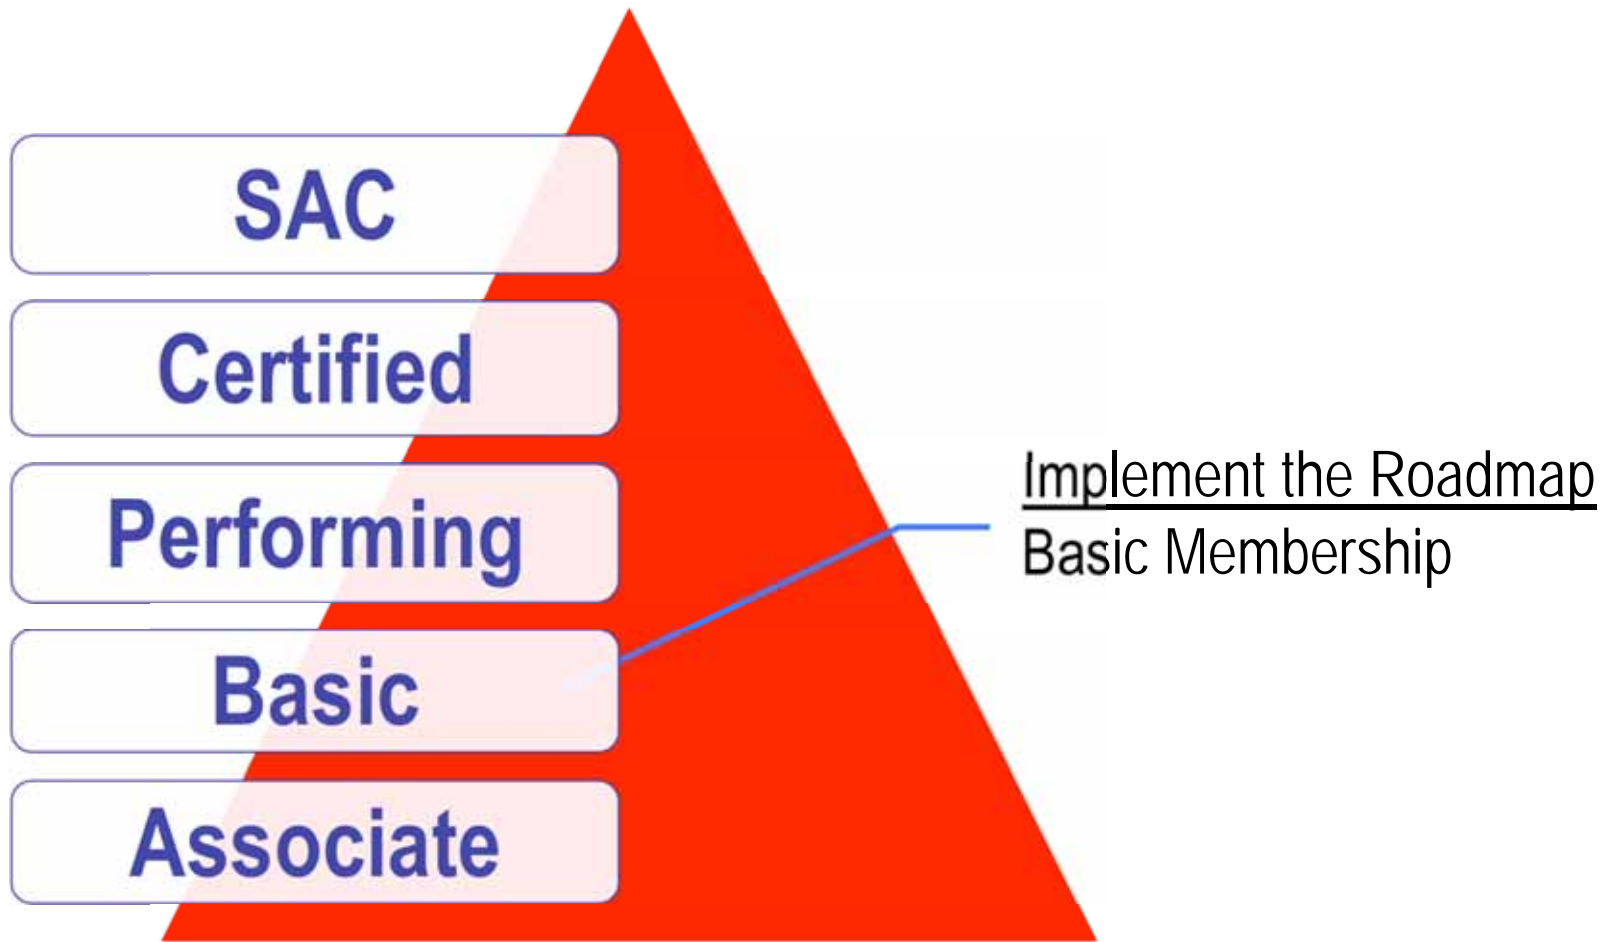 SAC
Certified
Performing
Basic
Associate
Implement the Roadmap
Basic Membership